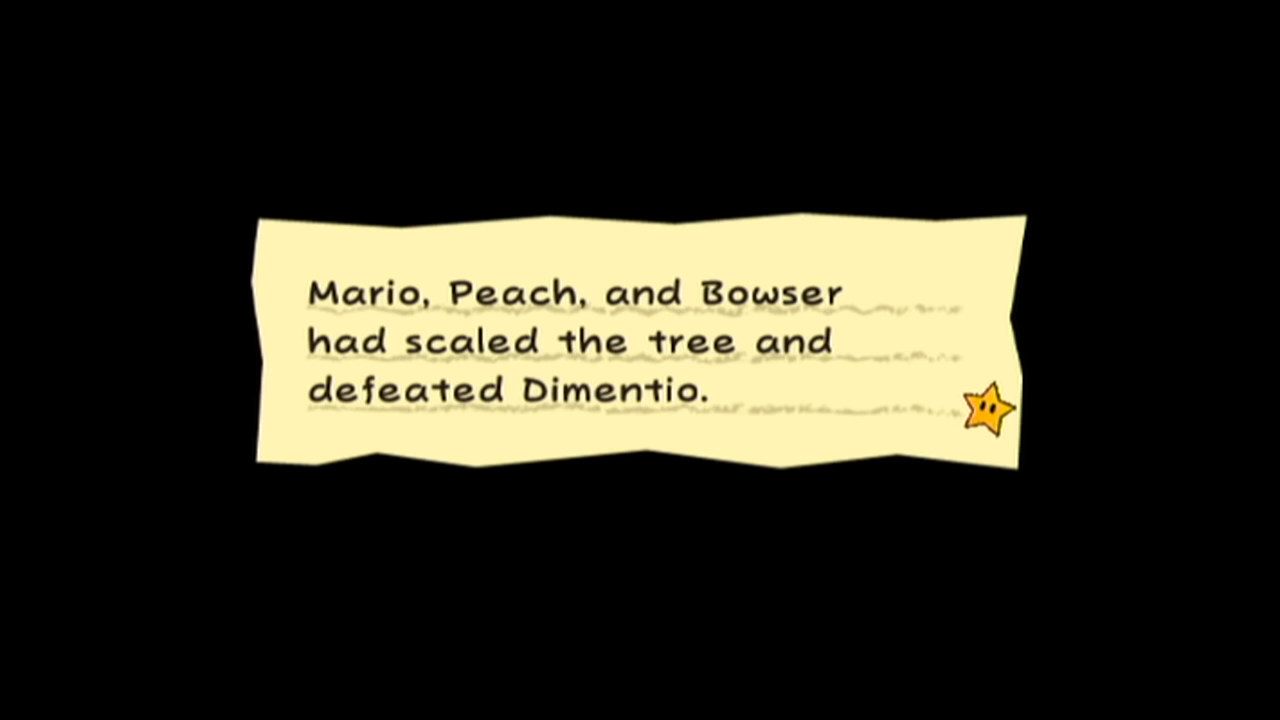 Mario, Peach, and Bowser
had scaled the tree and
defeated Dimentio.